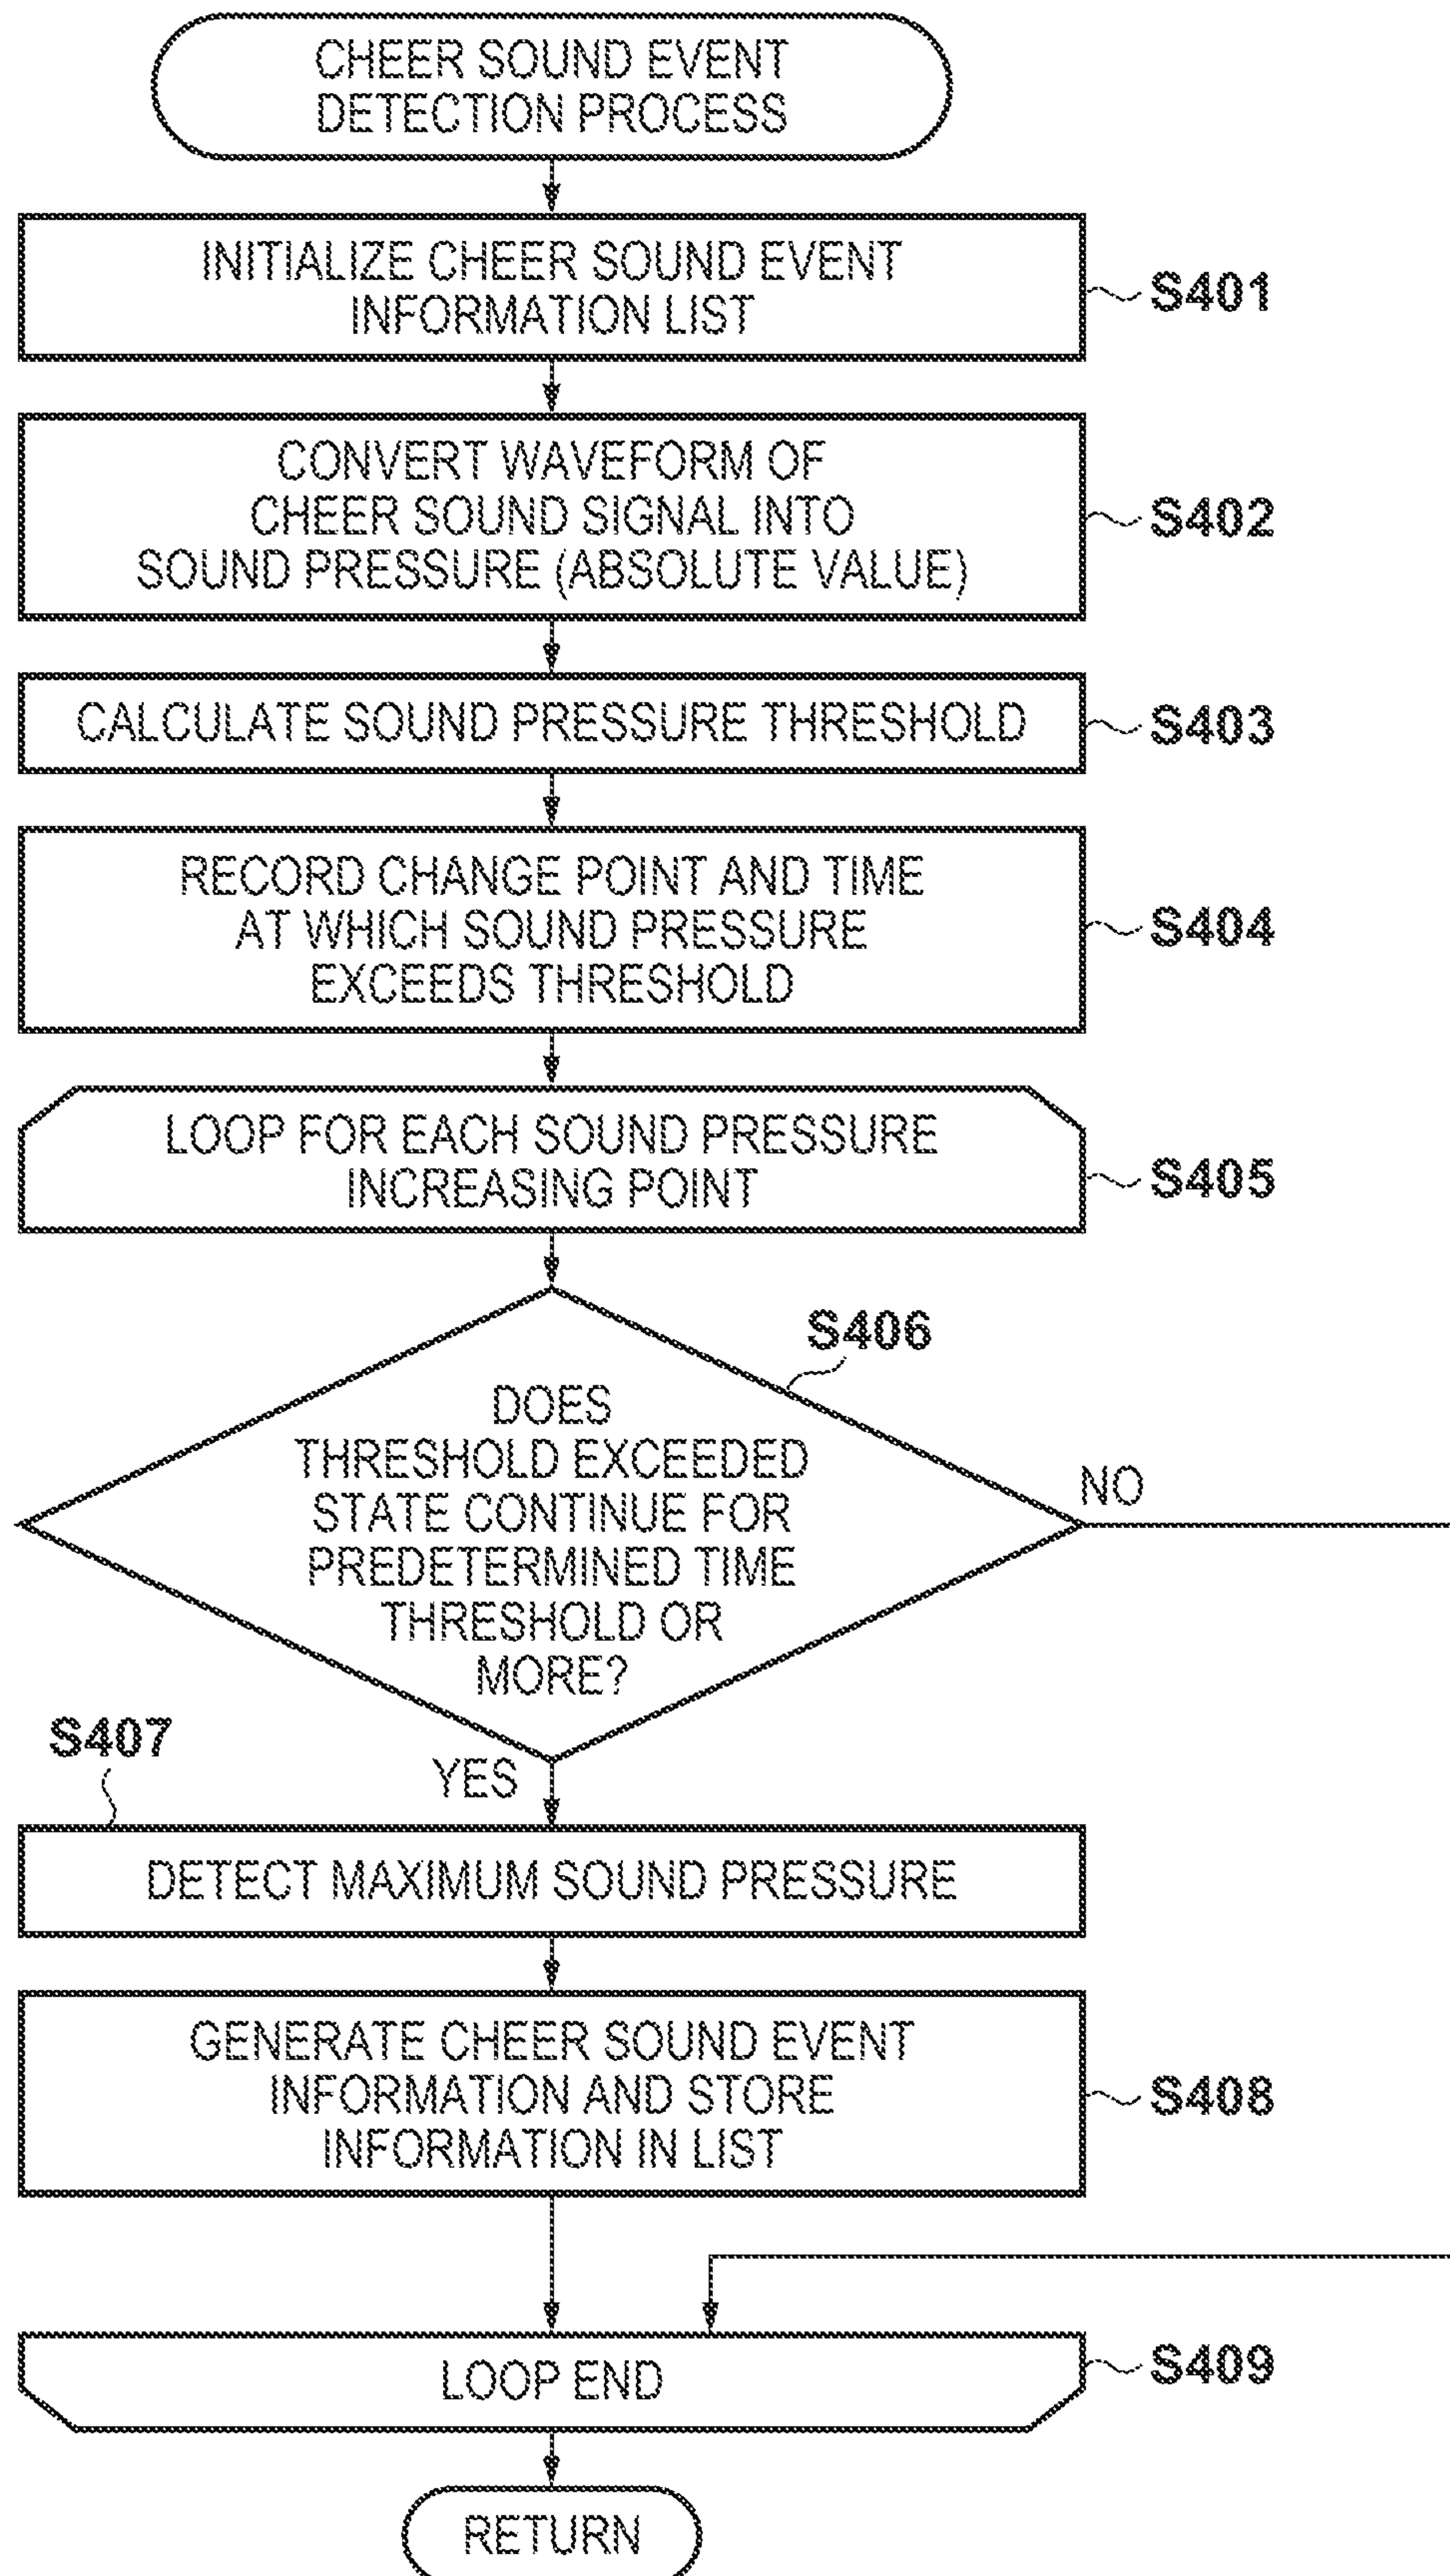 CHEER SOUND EVENT
DETECTION PROCESS
INITIALIZE CHEER SOUND EVENT
INFORMATION LIST
S401
CONVERT WAVEFORM OF
CHEER SOUND SIGNAL INTO
SOUND PRESSURE (ABSOLUTE VALUE)
S402
CALCULATE SOUND PRESSURE THRESHOLD
S403
RECORD CHANGE POINT AND TIME
AT WHICH SOUND PRESSURE
EXCEEDS THRESHOLD
S404
LOOP FOR EACH SOUND PRESSURE
INCREASING POINT
S405
S406
DOES
THRESHOLD EXCEEDED
STATE CONTINUE FOR
PREDETERMINED TIME
THRESHOLD OR
MORE?
NO
YES
S407
DETECT MAXIMUM SOUND PRESSURE
GENERATE CHEER SOUND EVENT
INFORMATION AND STORE
INFORMATION IN LIST
S408
LOOP END
S409
RETURN